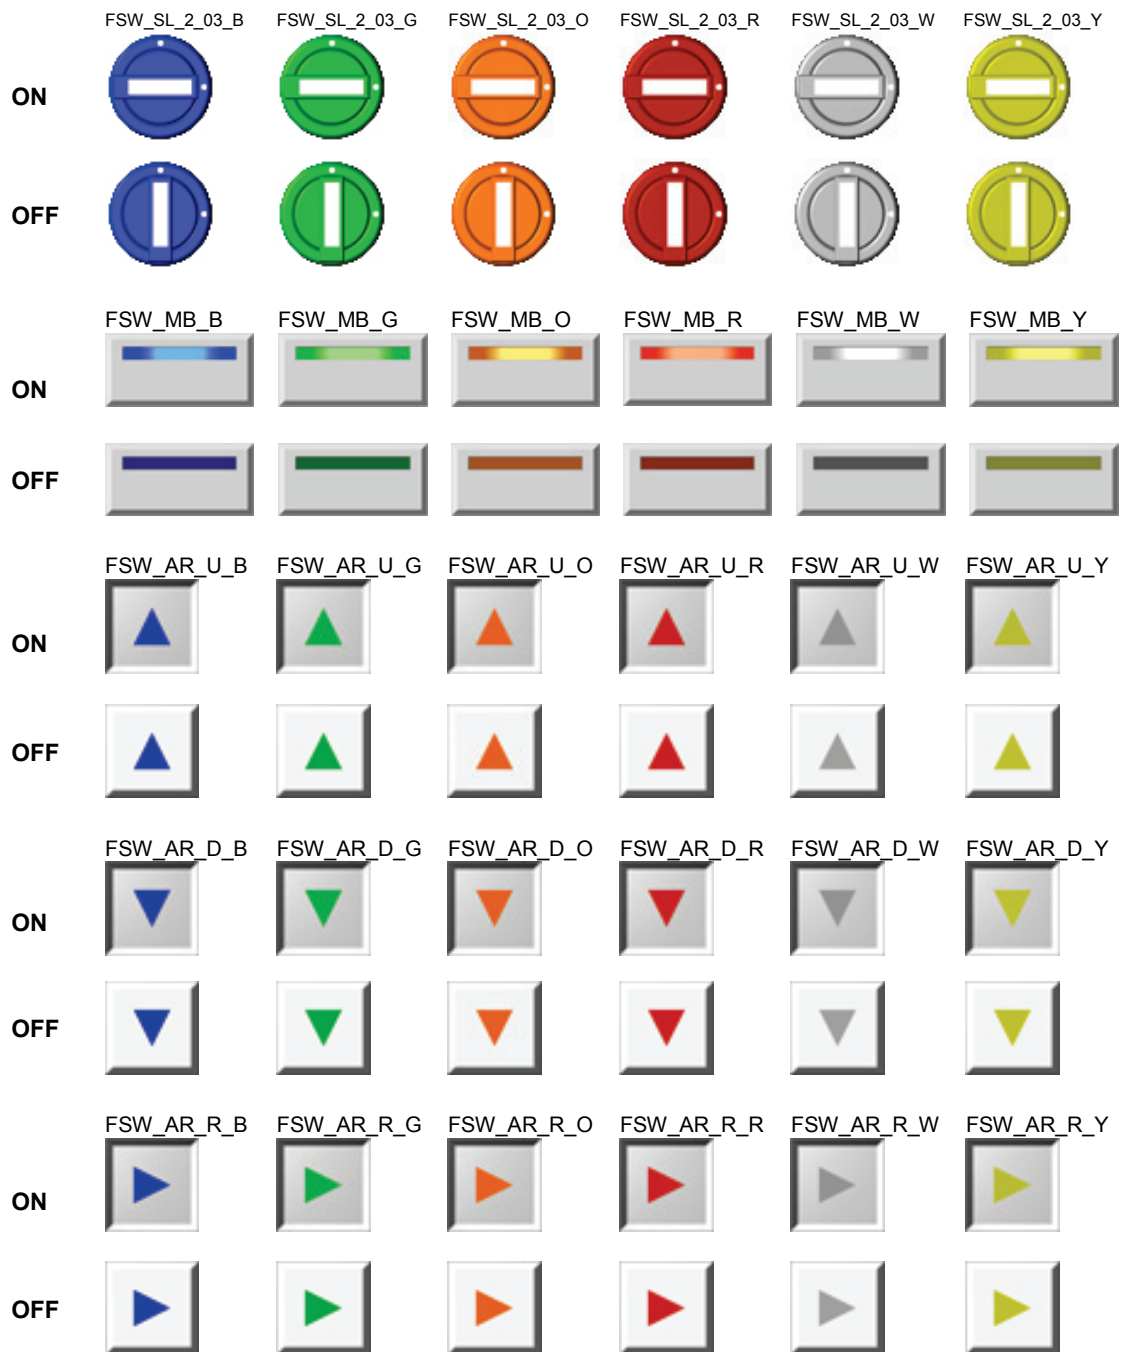 FSW_SL_2_03_B FSW_SL_2_03_G FSW_SL_2_03_O FSW_SL_2_03_R FSW_SL_2_03_W FSW_SL_2_03_Y
ON
OFF
FSW_MB_B FSW_MB_G FSW_MB_O FSW_MB_R FSW_MB_W FSW_MB_Y
ON
OFF
FSW_AR_U_B FSW_AR_U_G FSW_AR_U_O FSW_AR_U_R FSW_AR_U_W FSW_AR_U_Y
ON
OFF
FSW_AR_D_B FSW_AR_D_G FSW_AR_D_O FSW_AR_D_R FSW_AR_D_W FSW_AR_D_Y
ON
OFF
FSW_AR_R_B FSW_AR_R_G FSW_AR_R_O FSW_AR_R_R FSW_AR_R_W FSW_AR_R_Y
ON
OFF